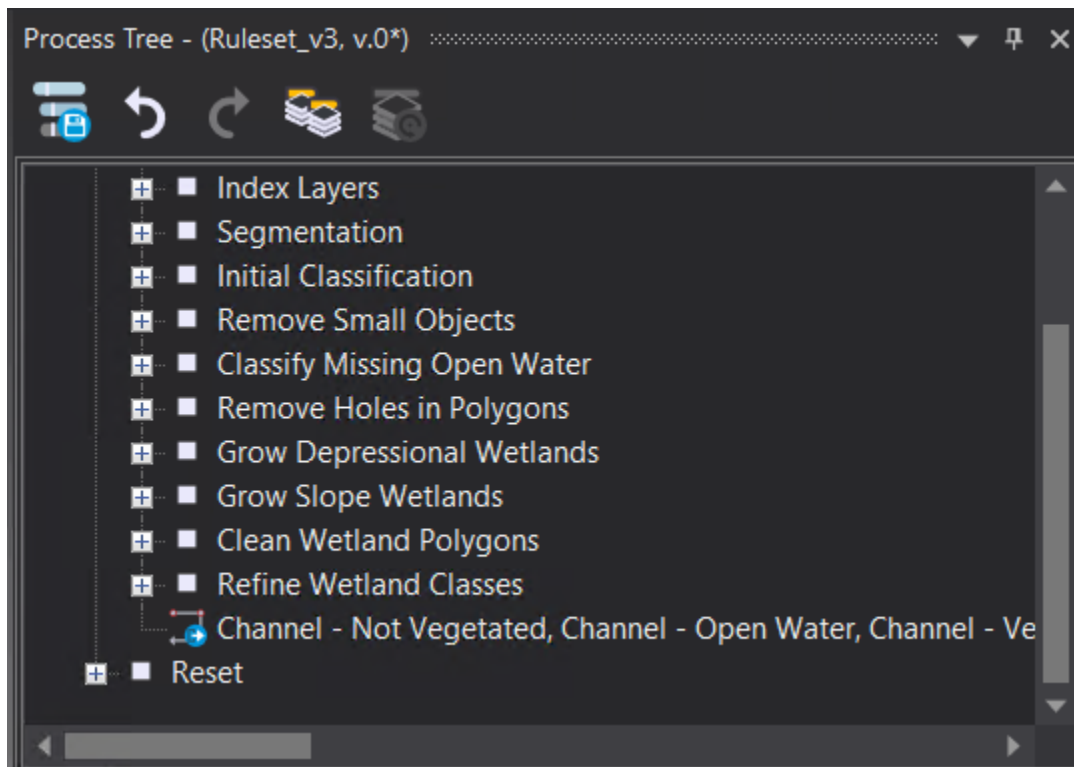 Process Tree - (Ruleset_v3, v.0*)
Index Layers
Segmentation
Initial Classification
Remove Small Objects
Classify Missing Open Water
Remove Holes in Polygons
Grow Depressional Wetlands
Grow Slope Wetlands
Clean Wetland Polygons
Refine Wetland Classes
Channel - Not Vegetated, Channel - Open Water, Channel - Ve
Reset